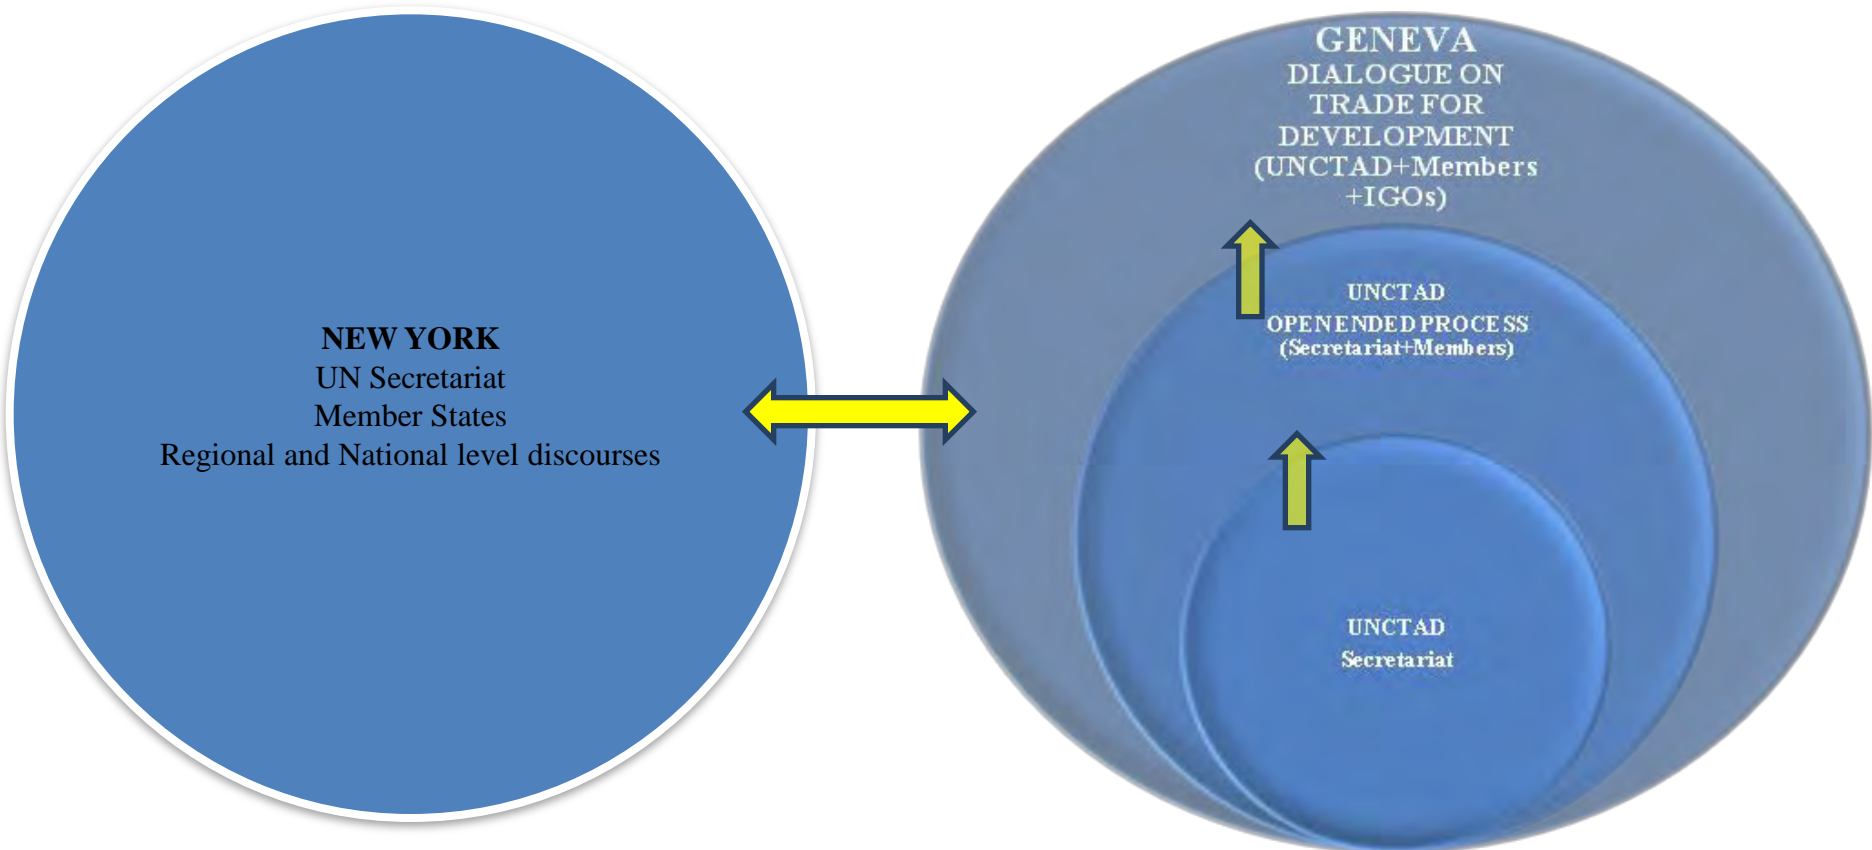 NEW YORK
UN Secretariat
Member States
Regional and National level discourses
GENEVA
DIALOGUE ON
TRADE FOR
DEVELOPMENT
(UNCTAD+Members
+IGOs)
UNCTAD
OPENENDED PROCESS
(Secretariat+Members)
UNCTAD
Secretariat